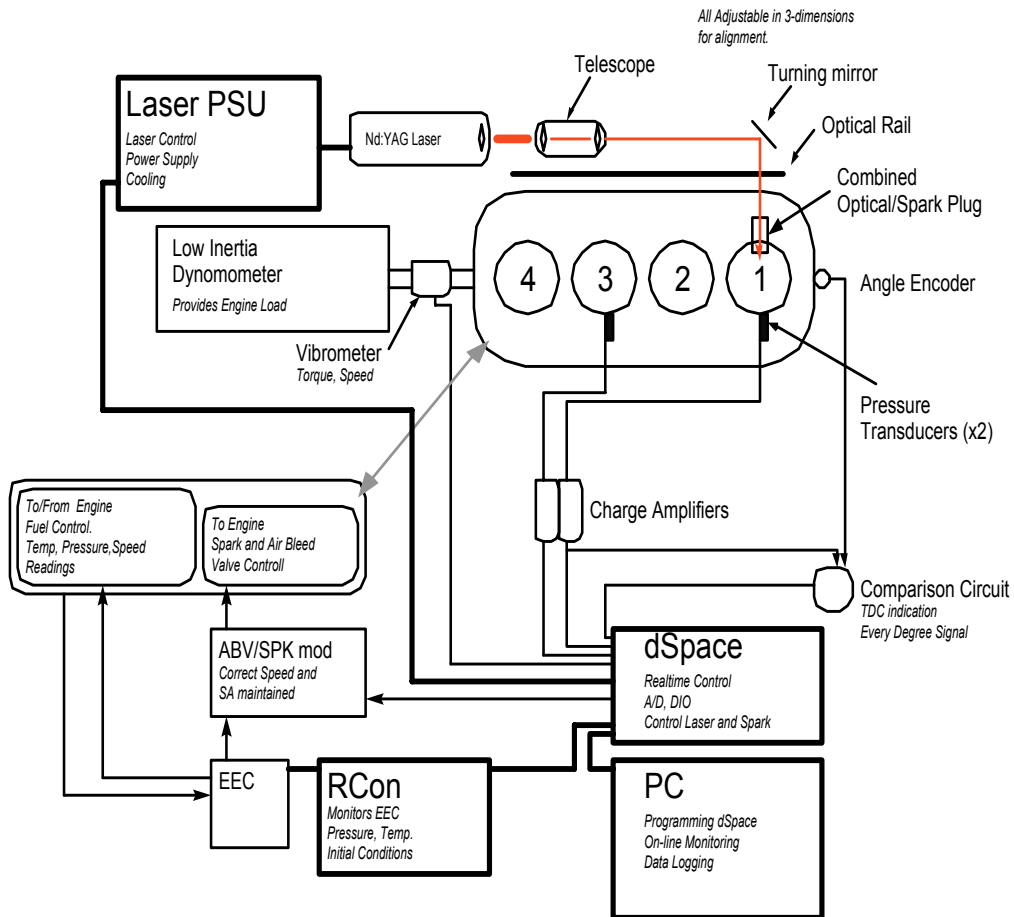 All Adjustable in 3-dimensions
for alignment.
Telescope
Turning mirror
Laser PSU
Laser Control
Power Supply
Cooling
Nd:YAG Laser
Optical Rail
Combined
Optical/Spark Plug
Low Inertia
Dynomometer
Provides Engine Load
4
3
2
1
Angle Encoder
Vibrometer
Torque, Speed
Pressure
Transducers (x2)
To/From Engine
Fuel Control.
Temp, Pressure,Speed
Readings
To Engine
Spark and Air Bleed
Valve Controll
Charge Amplifiers
Comparison Circuit
TDC indication
Every Degree Signal
ABV/SPK mod
Correct Speed and
SA maintained
dSpace
Realtime Control
A/D, DIO
Control Laser and Spark
EEC
RCon
Monitors EEC
Pressure, Temp.
Initial Conditions
PC
Programming dSpace
On-line Monitoring
Data Logging